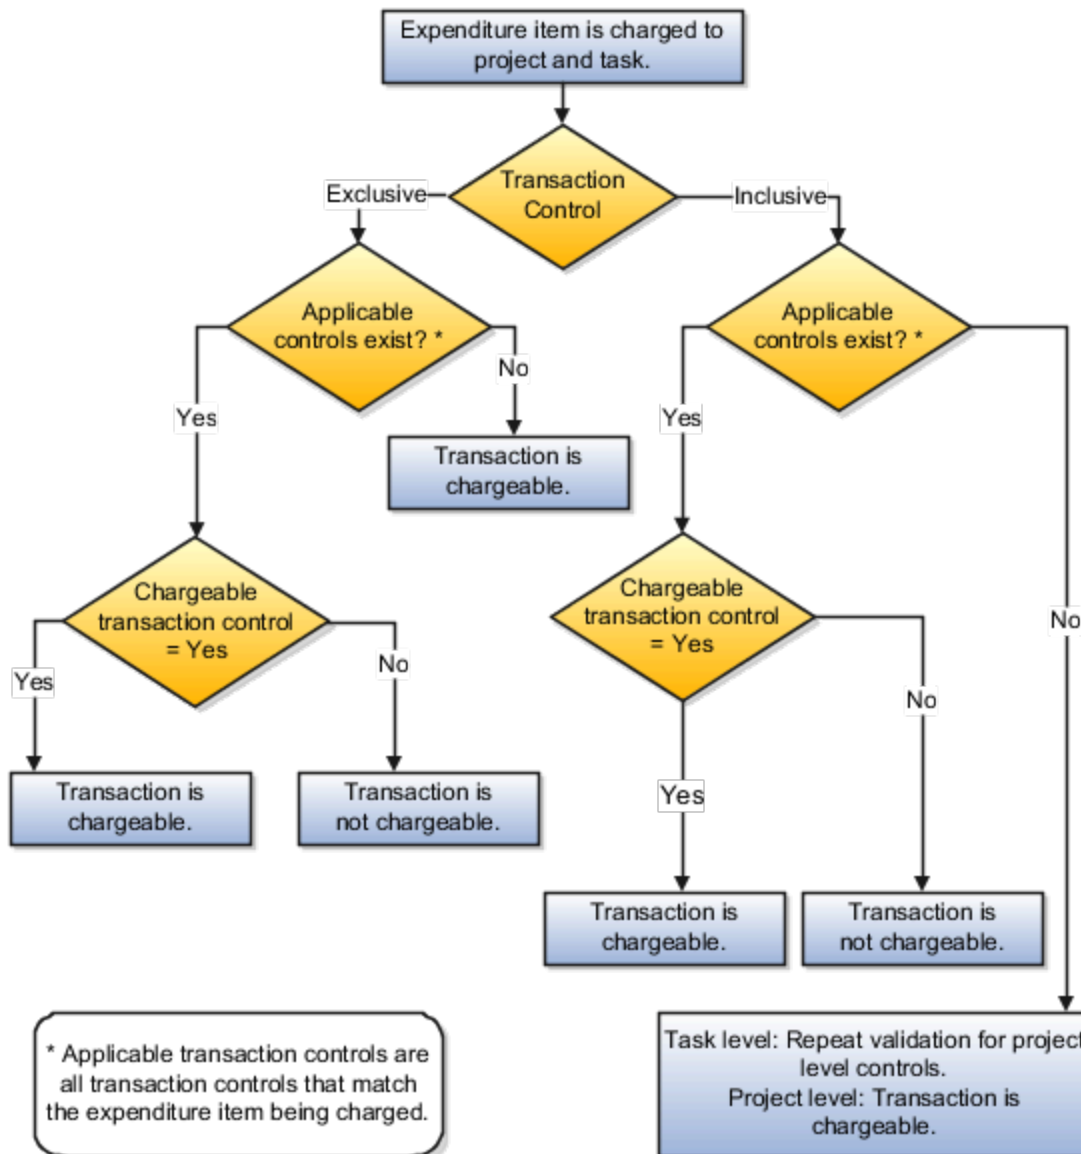 Expenditure item is charged to
project and task.
Transaction
Control
Exclusive
Inclusive
Applicable
controls exist? *
Applicable
controls exist? *
No
Yes
Yes
Transaction is
chargeable.
Chargeable
transaction control
= Yes
Chargeable
transaction control
= Yes
No
Yes
No
No
Transaction is
chargeable.
Transaction is
not chargeable.
Yes
Transaction is
chargeable.
Transaction is
not chargeable.
* Applicable transaction controls are
all transaction controls that match
the expenditure item being charged.
Task level: Repeat validation for project
level controls.
Project level: Transaction is
chargeable.